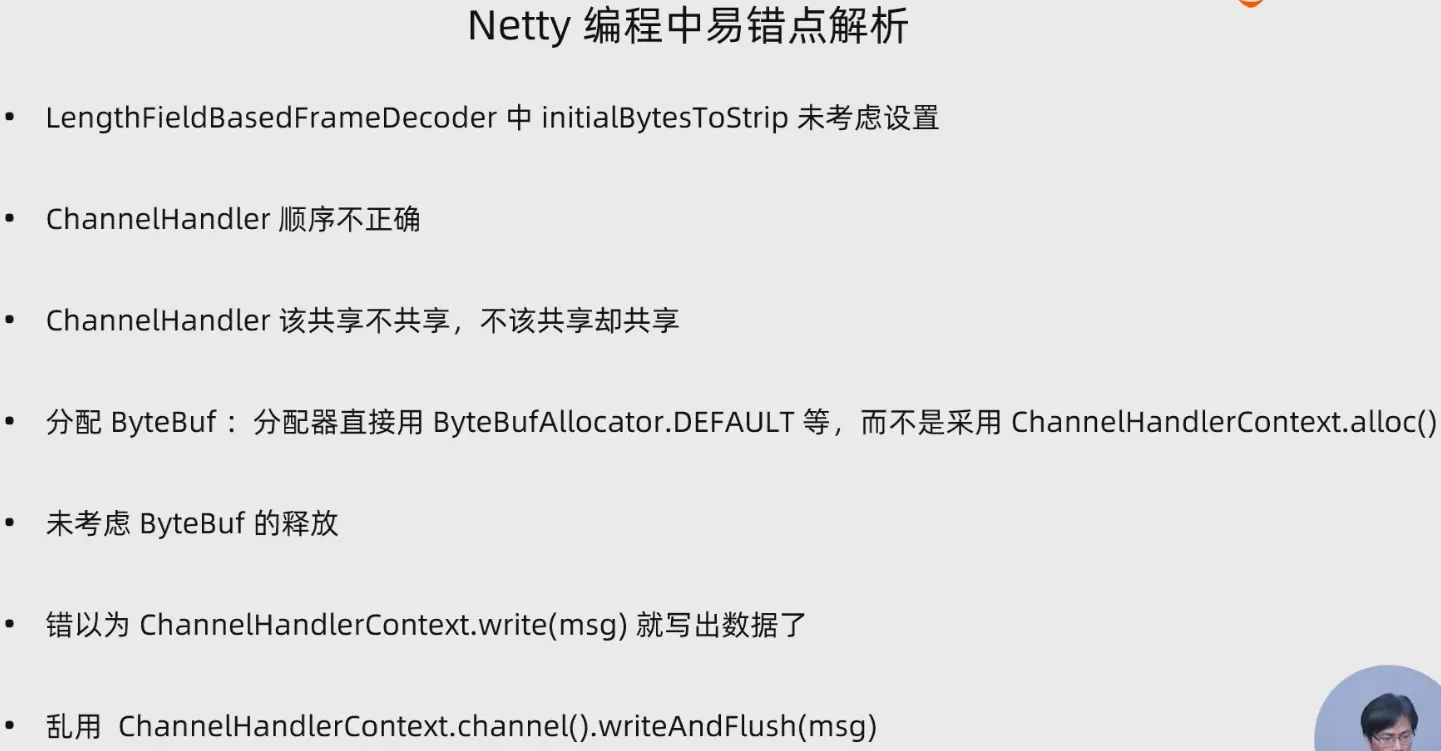 Netty 编程中易错点解析
• LengthFieldBasedFrameDecoder 中 initialBytesToStrip 未考虑设置
• ChannelHandler 顺序不正确
• ChannelHandler 该共享不共享，不该共享却共享
• 分配 ByteBuf ：分配器直接用 ByteBufAllocator.DEFAULT 等，而不是采用 ChannelHandlerContext.alloc()
• 未考虑 ByteBuf 的释放
• 错以为 ChannelHandlerContext.write(msg) 就写出数据了
• 乱用 ChannelHandlerContext.channel().writeAndFlush(msg)